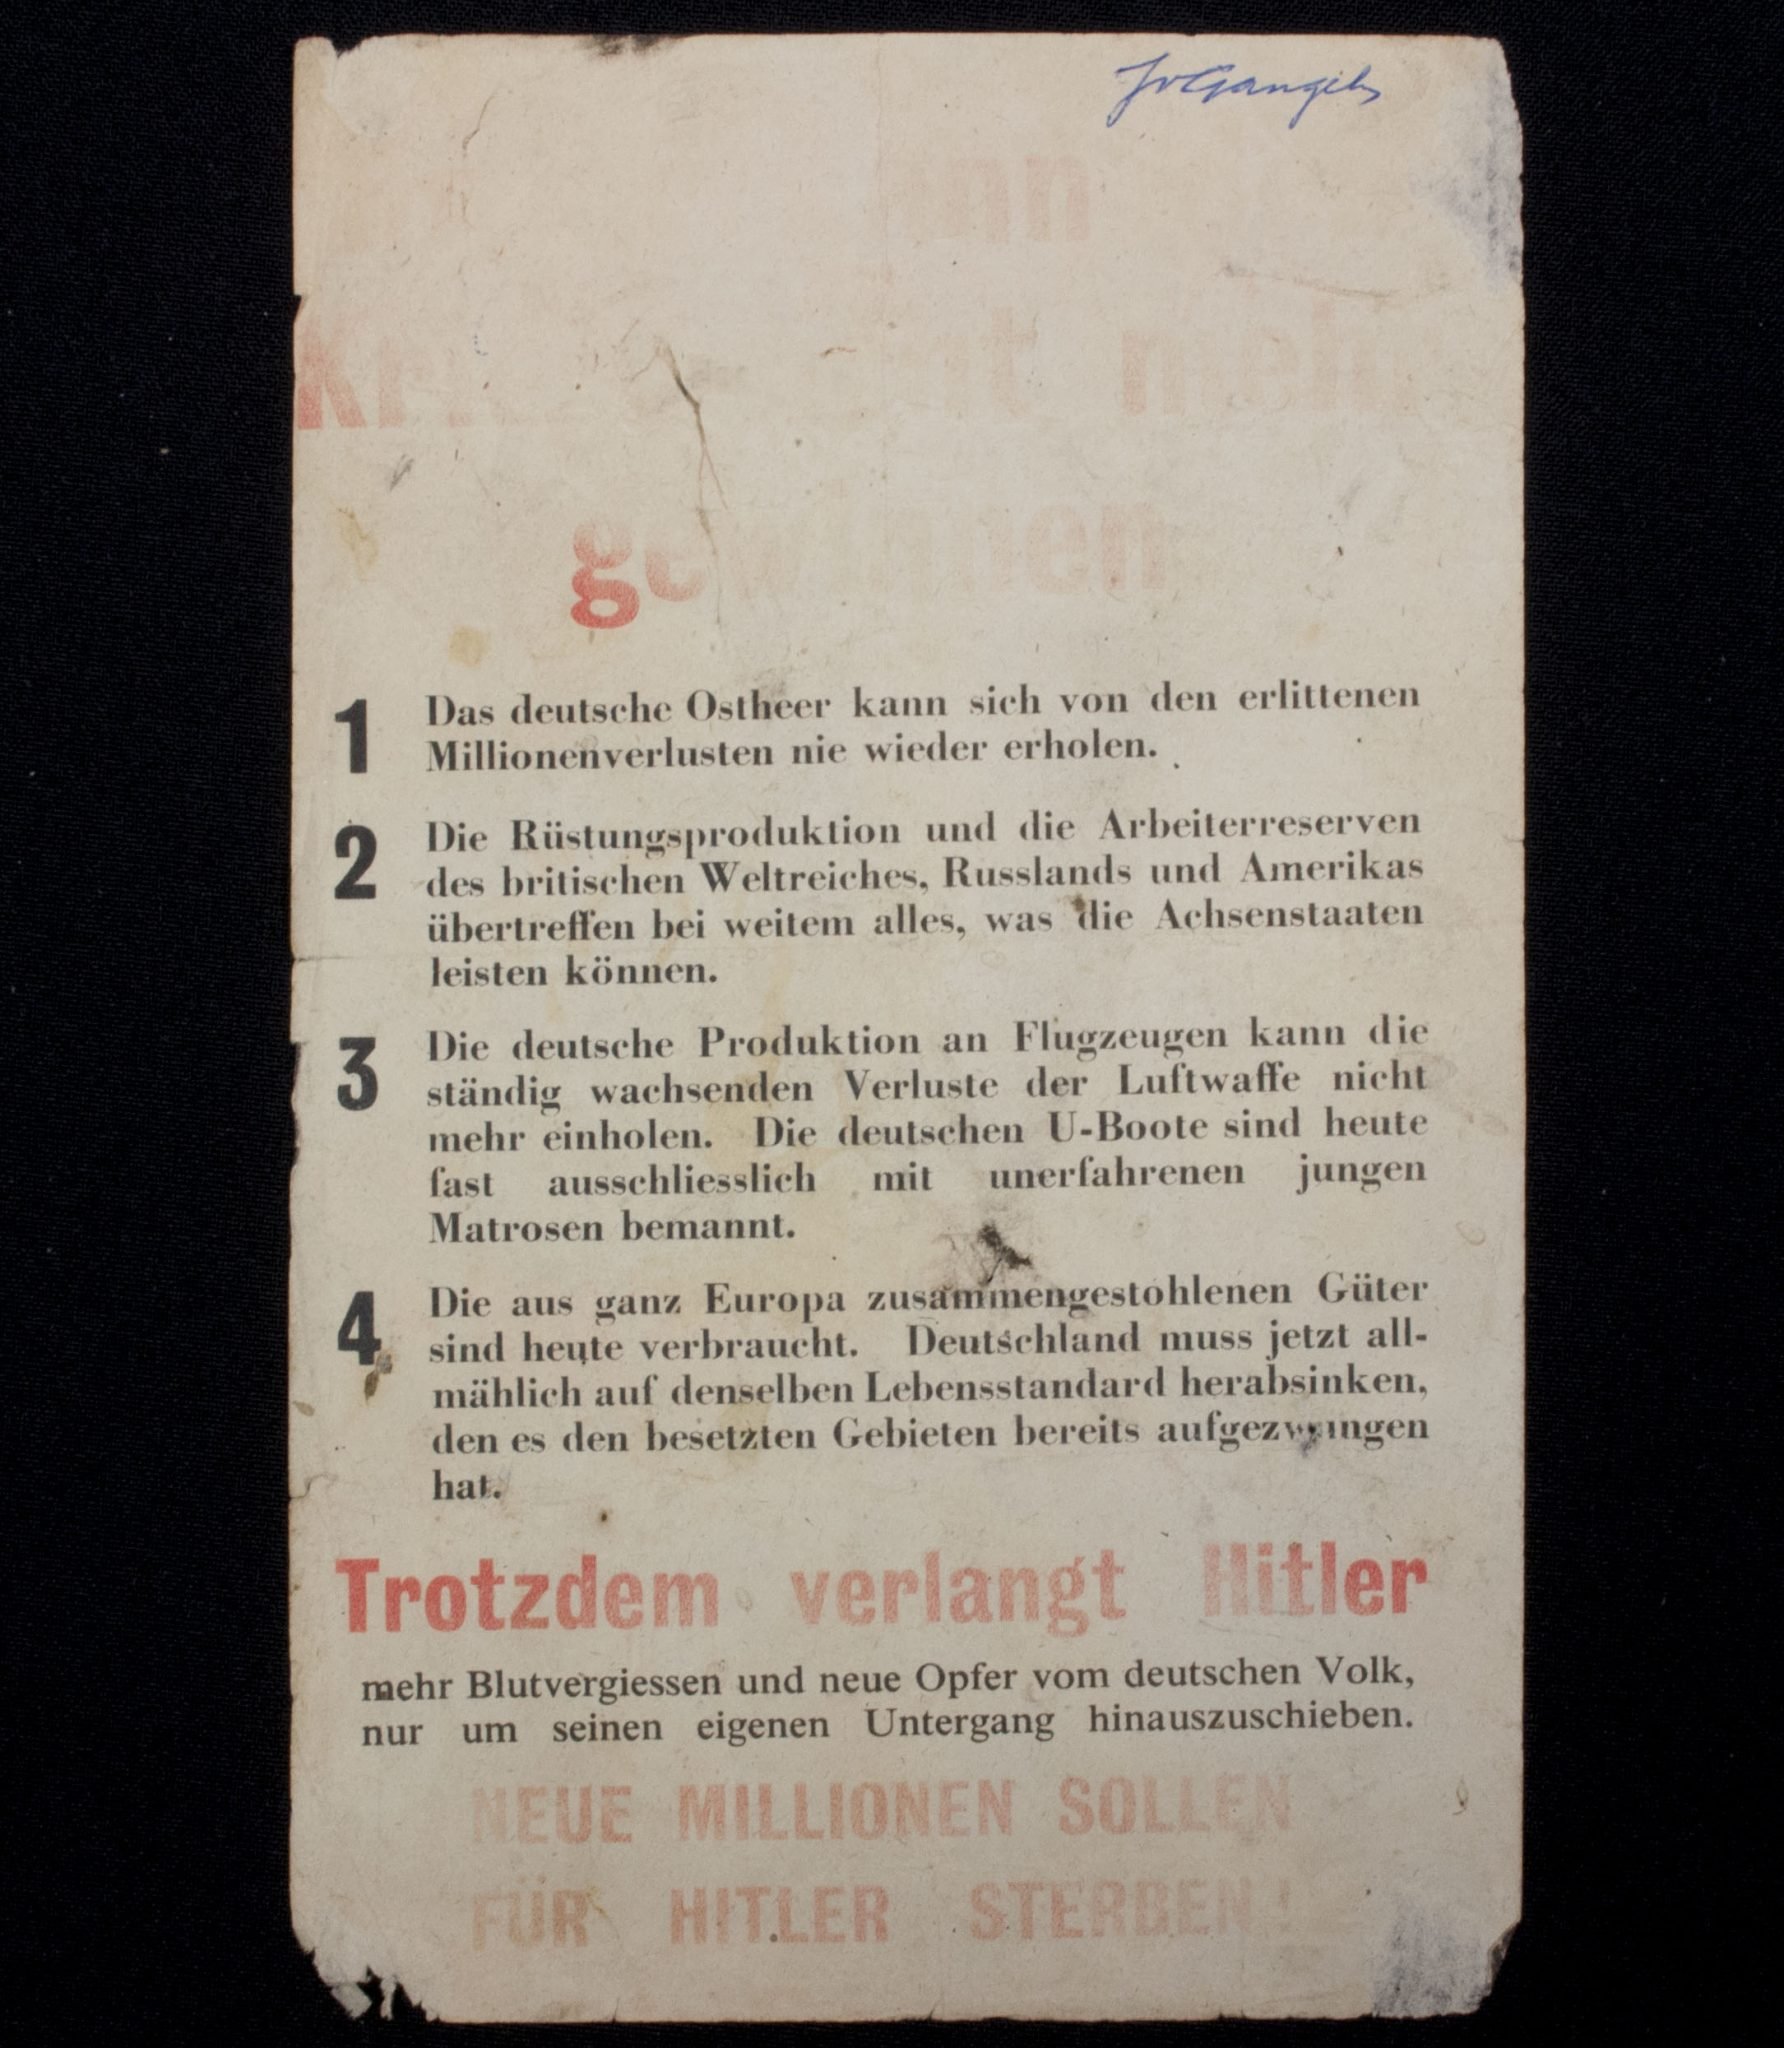 mehr
gewinnen
1 Das deutsche Ostheer kann sich von den erlittenen
Millionenverlusten nie wieder erholen.
2 Die Rüstungsproduktion und die Arbeiterreserven
des britischen Weltreiches, Russlands und Amerikas
übertreffen bei weitem alles, was die Achsenstaaten
leisten können.
3 Die deutsche Produktion an Flugzeugen kann die
ständig wachsenden Verluste der Luftwaffe nicht
mehr einholen. Die deutschen U-Boote sind heute
fast ausschliesslich mit unerfahrenen jungen
Matrosen bemannt.
4 Die aus ganz Europa zusammengestohlenen Güter
sind heute verbraucht. Deutschland muss jetzt all-
mählich auf denselben Lebensstandard herabsinken,
den es den besetzten Gebieten bereits aufgezwungen
hat.
Trotzdem verlangt Hitler
mehr Blutvergiessen und neue Opfer vom deutschen Volk,
nur um seinen eigenen Untergang hinauszuschieben.
NEUE MILLIONEN SOLLEN
FÜR HITLER STERBEN!